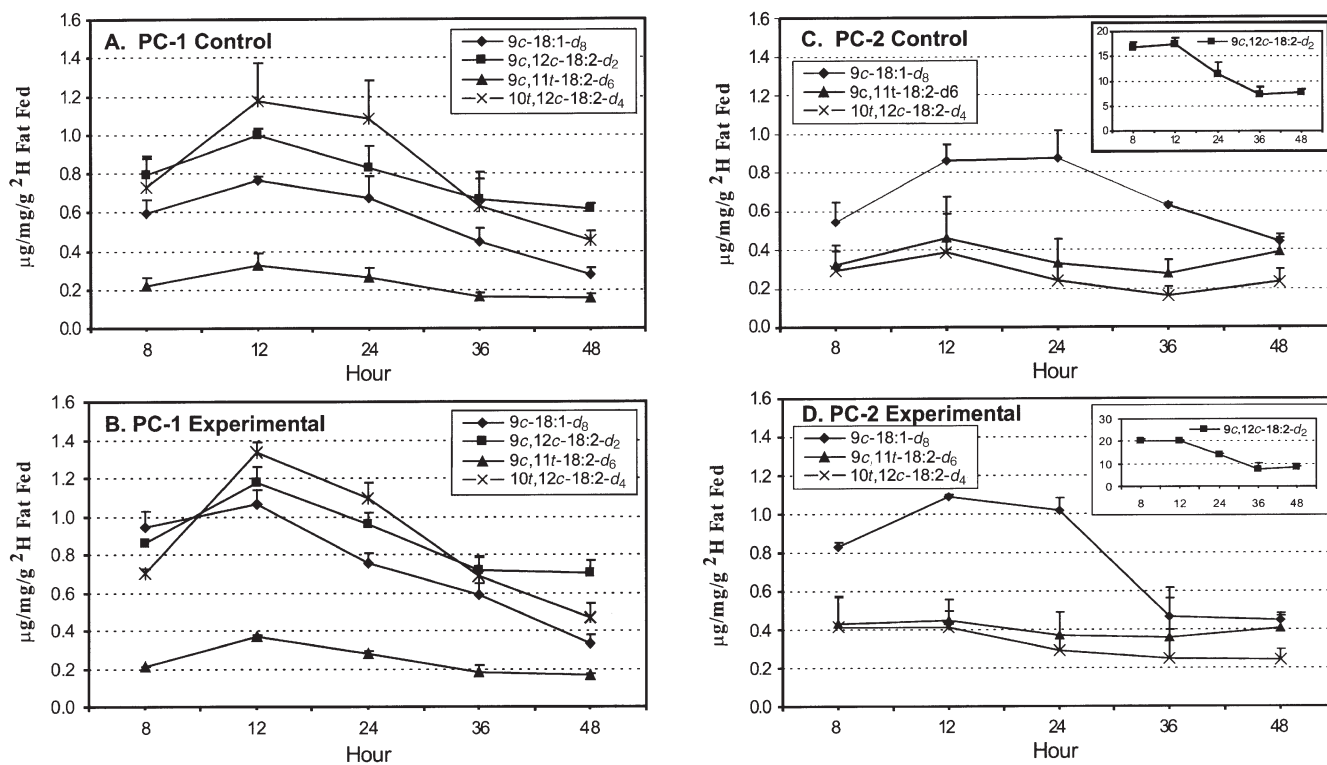 A. PC-1 Control
9c-18:1-d8
9c,12c-18:2-d2
9c,11t-18:2-d6
10t,12c-18:2-d4
µg/mg/g ²H Fat Fed
1.6
1.4
1.2
1.0
0.8
0.6
0.4
0.2
0.0
8 12 24 36 48
Hour
C. PC-2 Control
9c-18:1-d8
9c,11t-18:2-d6
10t,12c-18:2-d4
9c,12c-18:2-d2
20
15
10
5
0
8 12 24 36 48
µg/mg/g ²H Fat Fed
1.6
1.4
1.2
1.0
0.8
0.6
0.4
0.2
0.0
8 12 24 36 48
Hour
B. PC-1 Experimental
9c-18:1-d8
9c,12c-18:2-d2
9c,11t-18:2-d6
10t,12c-18:2-d4
µg/mg/g ²H Fat Fed
1.6
1.4
1.2
1.0
0.8
0.6
0.4
0.2
0.0
8 12 24 36 48
Hour
D. PC-2 Experimental
9c-18:1-d8
9c,11t-18:2-d6
10t,12c-18:2-d4
9c,12c-18:2-d2
30
20
10
0
8 12 24 36 48
µg/mg/g ²H Fat Fed
1.6
1.4
1.2
1.0
0.8
0.6
0.4
0.2
0.0
8 12 24 36 48
Hour